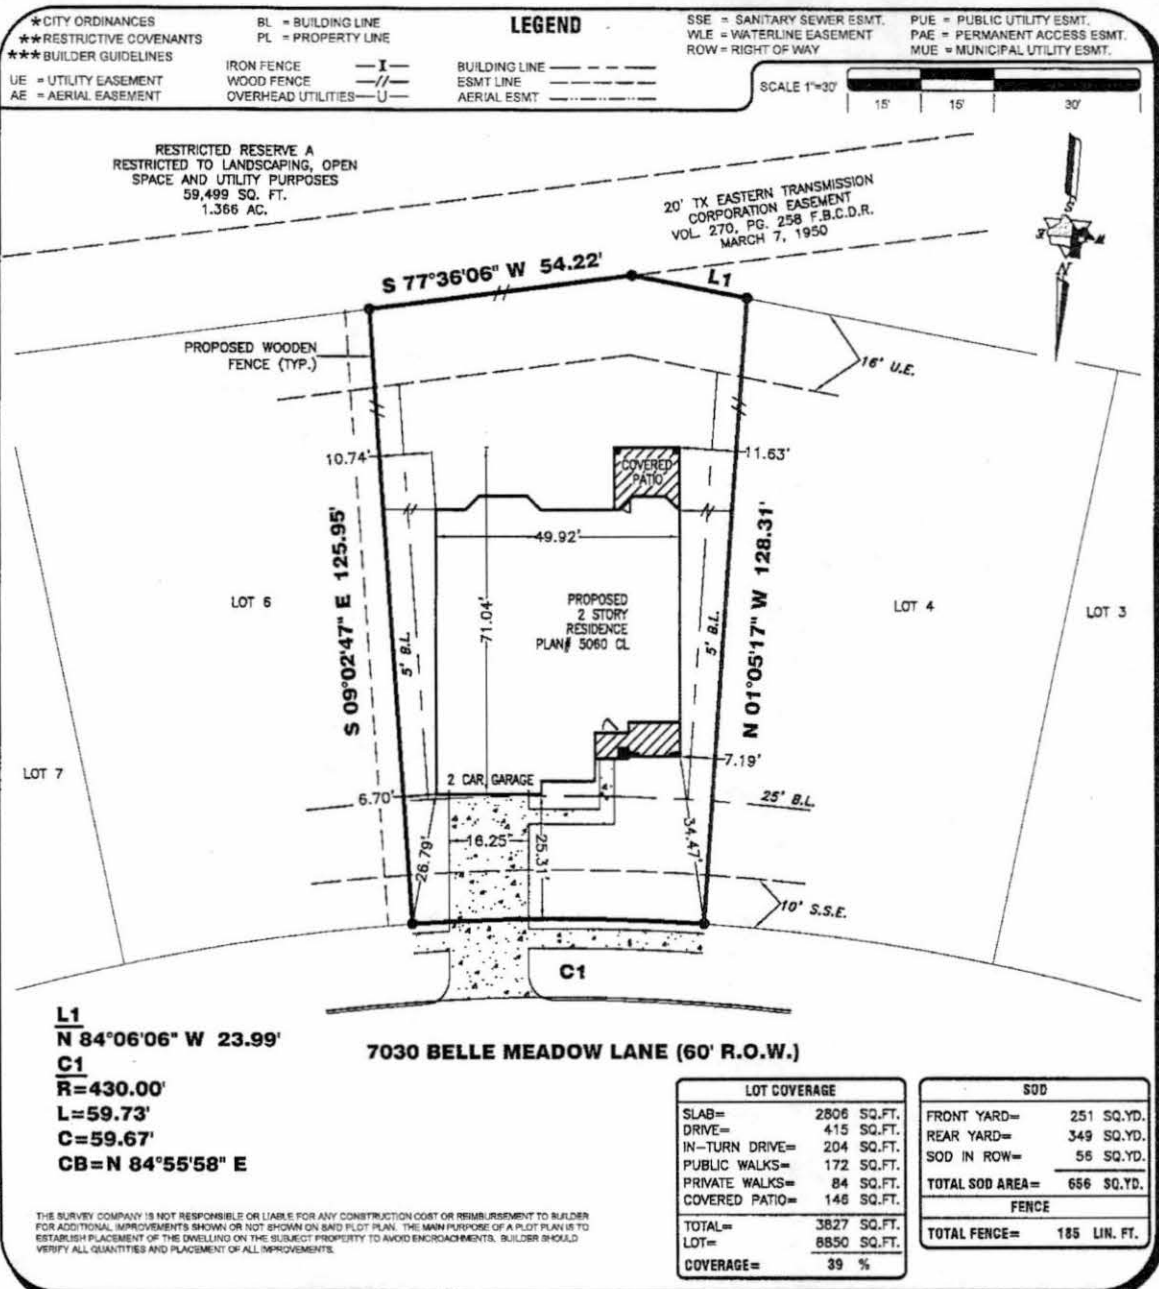 *CITY ORDINANCES
**RESTRICTIVE COVENANTS
***BUILDER GUIDELINES
UE = UTILITY EASEMENT
AE = AERIAL EASEMENT
BL = BUILDING LINE
PL = PROPERTY LINE
IRON FENCE —I—
WOOD FENCE —//—
OVERHEAD UTILITIES —U—
LEGEND
BUILDING LINE
ESMT LINE
AERIAL ESMT
SSE = SANITARY SEWER ESMT.
WLE = WATERLINE EASEMENT
ROW = RIGHT OF WAY
PUE = PUBLIC UTILITY ESMT.
PAE = PERMANENT ACCESS ESMT.
MUE = MUNICIPAL UTILITY ESMT.
SCALE 1"=30'
15' 15' 30'
RESTRICTED RESERVE A
RESTRICTED TO LANDSCAPING, OPEN
SPACE AND UTILITY PURPOSES
59,499 SQ. FT.
1.366 AC.
20' TX EASTERN TRANSMISSION
CORPORATION EASEMENT
VOL. 270, PG. 258 F.B.C.D.R.
MARCH 7, 1950
S
N
S 77°36'06" W 54.22'
L1
PROPOSED WOODEN
FENCE (TYP.)
16' U.E.
10.74'
COVERED
PATIO
11.63'
49.92'
S 09°02'47" E 125.95'
N 01°05'17" W 128.31'
LOT 6
71.04'
PROPOSED
2 STORY
RESIDENCE
PLAN# 5060 CL
LOT 4
LOT 3
5' B.L.
5' B.L.
LOT 7
7.19'
2 CAR GARAGE
6.70'
25' B.L.
26.79'
16.25'
25.31'
34.47'
10' S.S.E.
C1
L1
N 84°06'06" W 23.99'
C1
R=430.00'
L=59.73'
C=59.67'
CB=N 84°55'58" E
7030 BELLE MEADOW LANE (60' R.O.W.)
LOT COVERAGE
SLAB= 2806 SQ.FT.
DRIVE= 415 SQ.FT.
IN-TURN DRIVE= 204 SQ.FT.
PUBLIC WALKS= 172 SQ.FT.
PRIVATE WALKS= 84 SQ.FT.
COVERED PATIO= 146 SQ.FT.
TOTAL= 3827 SQ.FT.
LOT= 8850 SQ.FT.
COVERAGE= 39 %
SOD
FRONT YARD= 251 SQ.YD.
REAR YARD= 349 SQ.YD.
SOD IN ROW= 56 SQ.YD.
TOTAL SOD AREA= 656 SQ.YD.
FENCE
TOTAL FENCE= 185 LIN. FT.
THE SURVEY COMPANY IS NOT RESPONSIBLE OR LIABLE FOR ANY CONSTRUCTION COST OR REIMBURSEMENT TO BUILDER
FOR ADDITIONAL IMPROVEMENTS SHOWN OR NOT SHOWN ON SAID PLOT PLAN. THE MAIN PURPOSE OF A PLOT PLAN IS TO
ESTABLISH PLACEMENT OF THE DWELLING ON THE SUBJECT PROPERTY TO AVOID ENCROACHMENTS. BUILDER SHOULD
VERIFY ALL QUANTITIES AND PLACEMENT OF ALL IMPROVEMENTS.